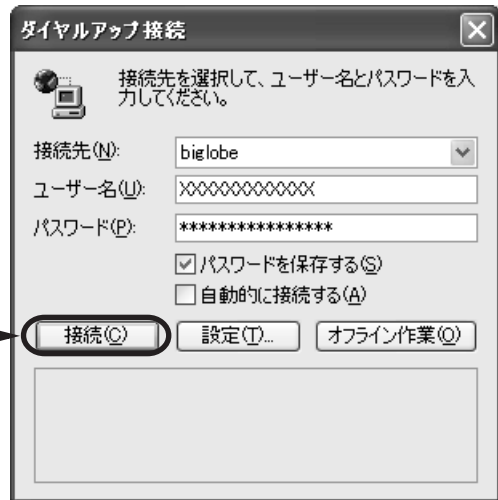 ダイヤルアップ接続
接続先を選択して、ユーザー名とパスワードを入
力してください。
接続先(N): biglobe
ユーザー名(U): XXXXXXXXXXXXX
パスワード(P): ****************
パスワードを保存する(S)
自動的に接続する(A)
接続(C) 設定(T)... オフライン作業(O)